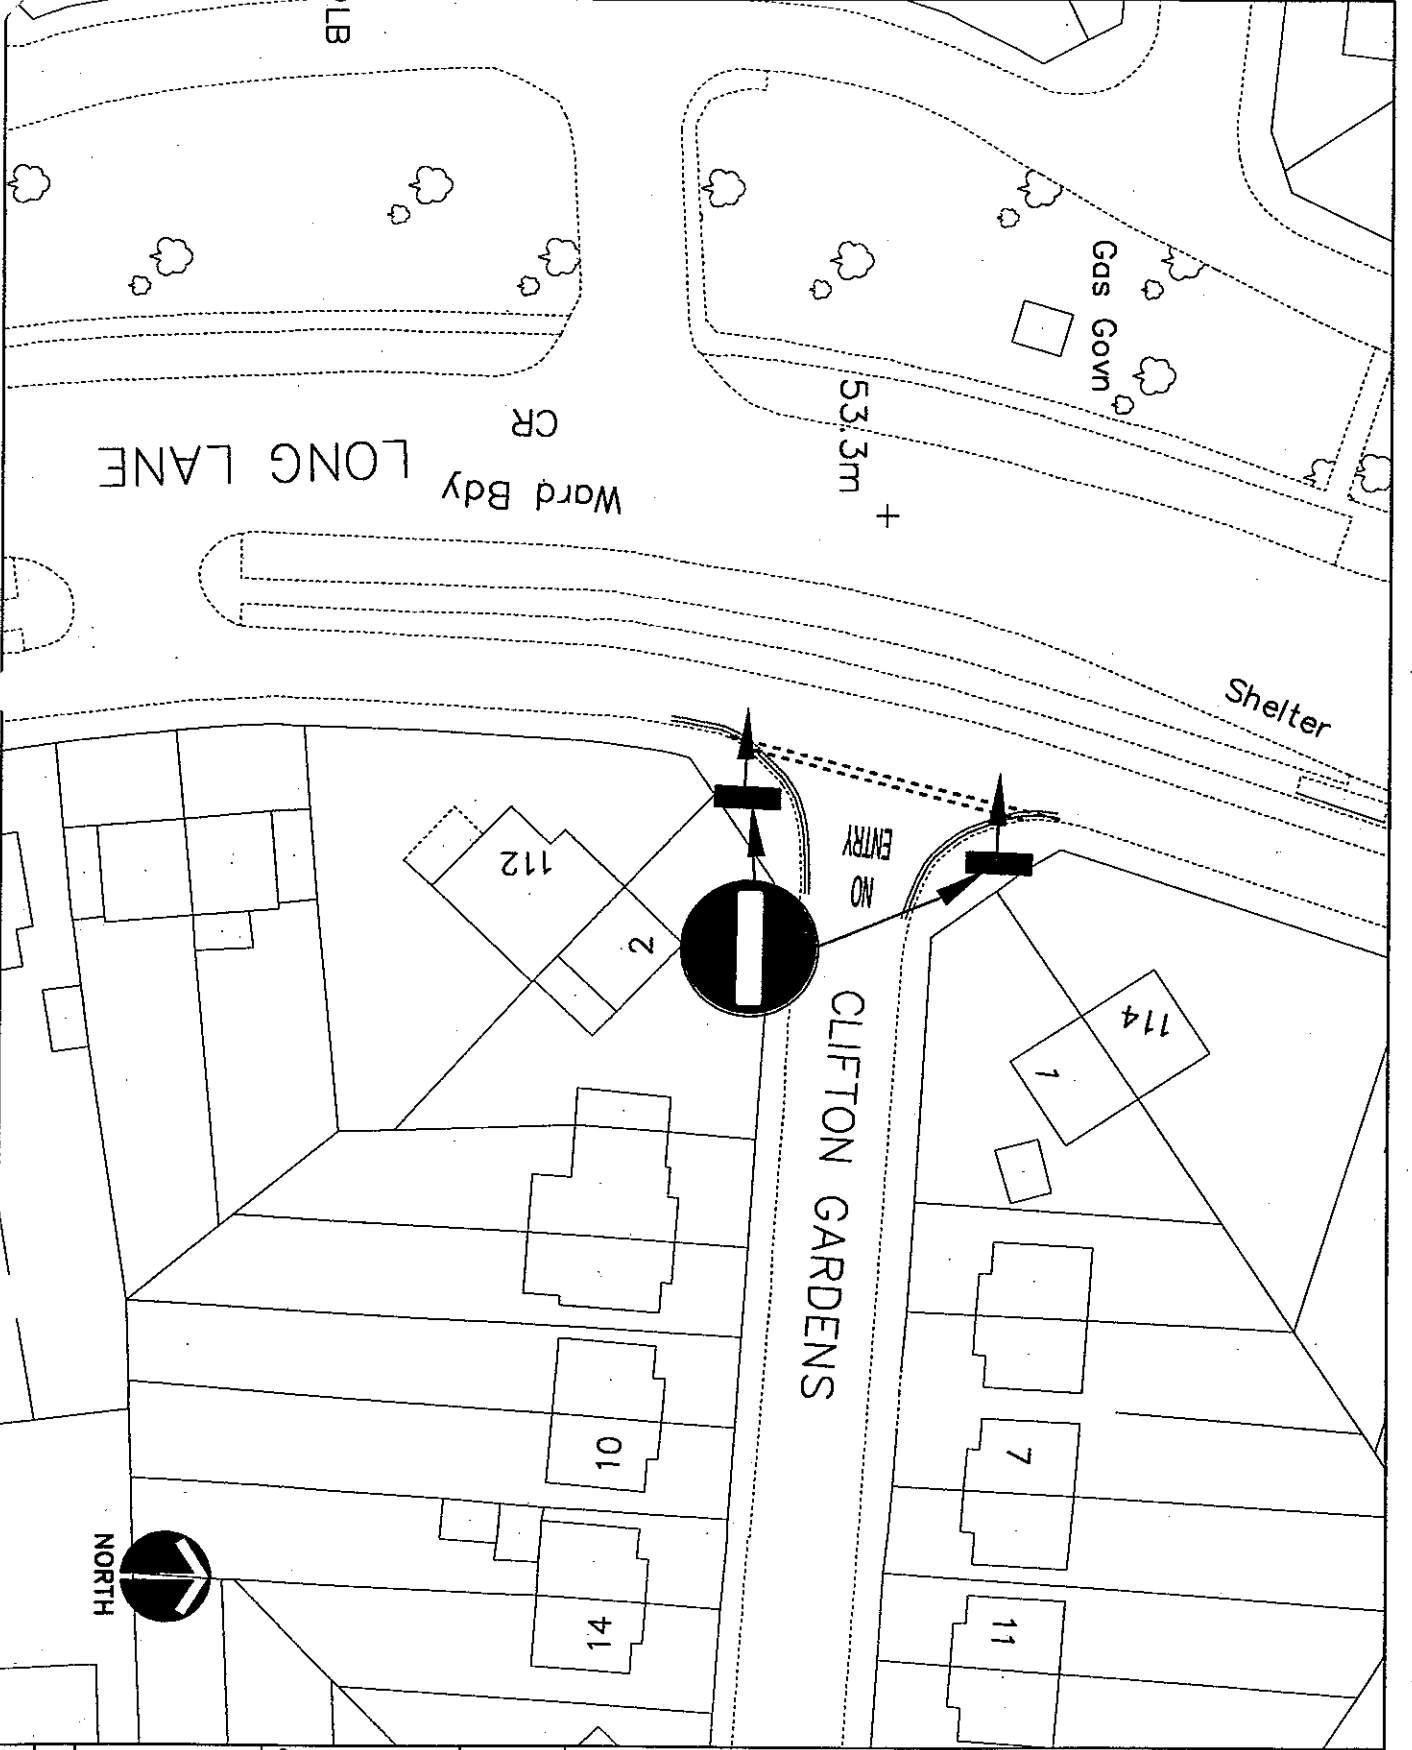 LB
Gas Govn
53.3m
CR
LONG LANE
Ward Bdy
Shelter
NO
ENTRY
112
2
CLIFTON GARDENS
114
1
10
7
14
11
NORTH